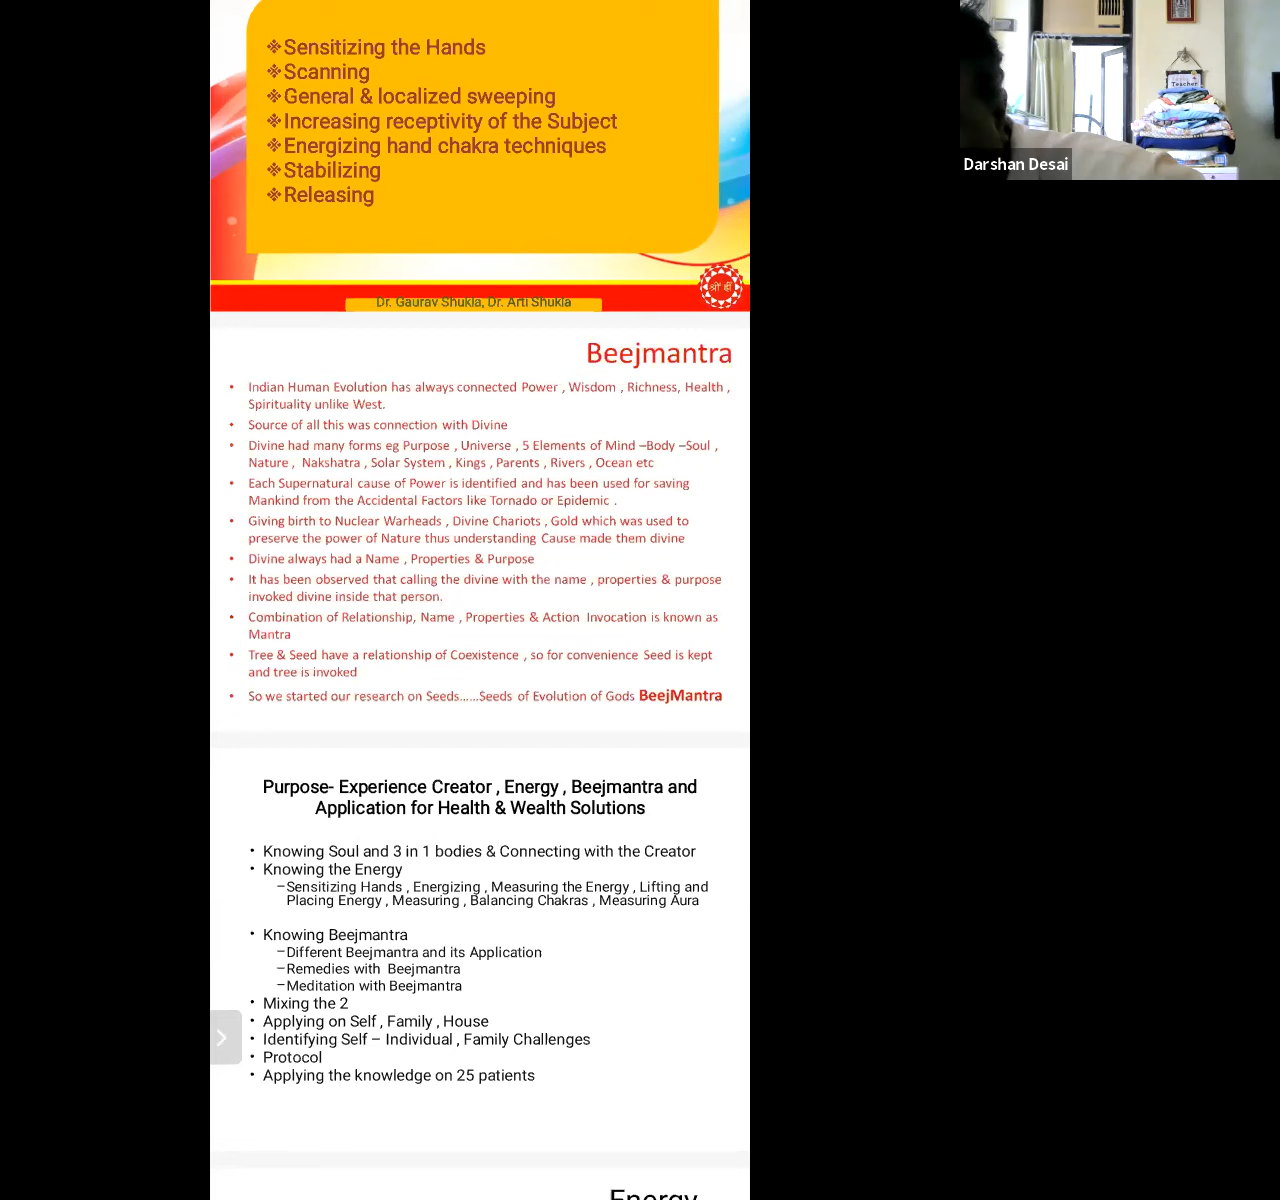 ❖Sensitizing the Hands
❖Scanning
❖General & localized sweeping
❖Increasing receptivity of the Subject
❖Energizing hand chakra techniques
❖Stabilizing
❖Releasing
Dr. Gaurav Shukla, Dr. Arti Shukla
Beejmantra
• Indian Human Evolution has always connected Power , Wisdom , Richness, Health ,
Spirituality unlike West.
• Source of all this was connection with Divine
• Divine had many forms eg Purpose , Universe , 5 Elements of Mind –Body –Soul ,
Nature , Nakshatra , Solar System , Kings , Parents , Rivers , Ocean etc
• Each Supernatural cause of Power is identified and has been used for saving
Mankind from the Accidental Factors like Tornado or Epidemic .
• Giving birth to Nuclear Warheads , Divine Chariots , Gold which was used to
preserve the power of Nature thus understanding Cause made them divine
• Divine always had a Name , Properties & Purpose
• It has been observed that calling the divine with the name , properties & purpose
invoked divine inside that person.
• Combination of Relationship, Name , Properties & Action Invocation is known as
Mantra
• Tree & Seed have a relationship of Coexistence , so for convenience Seed is kept
and tree is invoked
• So we started our research on Seeds......Seeds of Evolution of Gods BeejMantra
Purpose- Experience Creator , Energy , Beejmantra and
Application for Health & Wealth Solutions
• Knowing Soul and 3 in 1 bodies & Connecting with the Creator
• Knowing the Energy
–Sensitizing Hands , Energizing , Measuring the Energy , Lifting and
Placing Energy , Measuring , Balancing Chakras , Measuring Aura
• Knowing Beejmantra
–Different Beejmantra and its Application
–Remedies with Beejmantra
–Meditation with Beejmantra
• Mixing the 2
• Applying on Self , Family , House
• Identifying Self – Individual , Family Challenges
• Protocol
• Applying the knowledge on 25 patients
Energy
Teacher
Darshan Desai